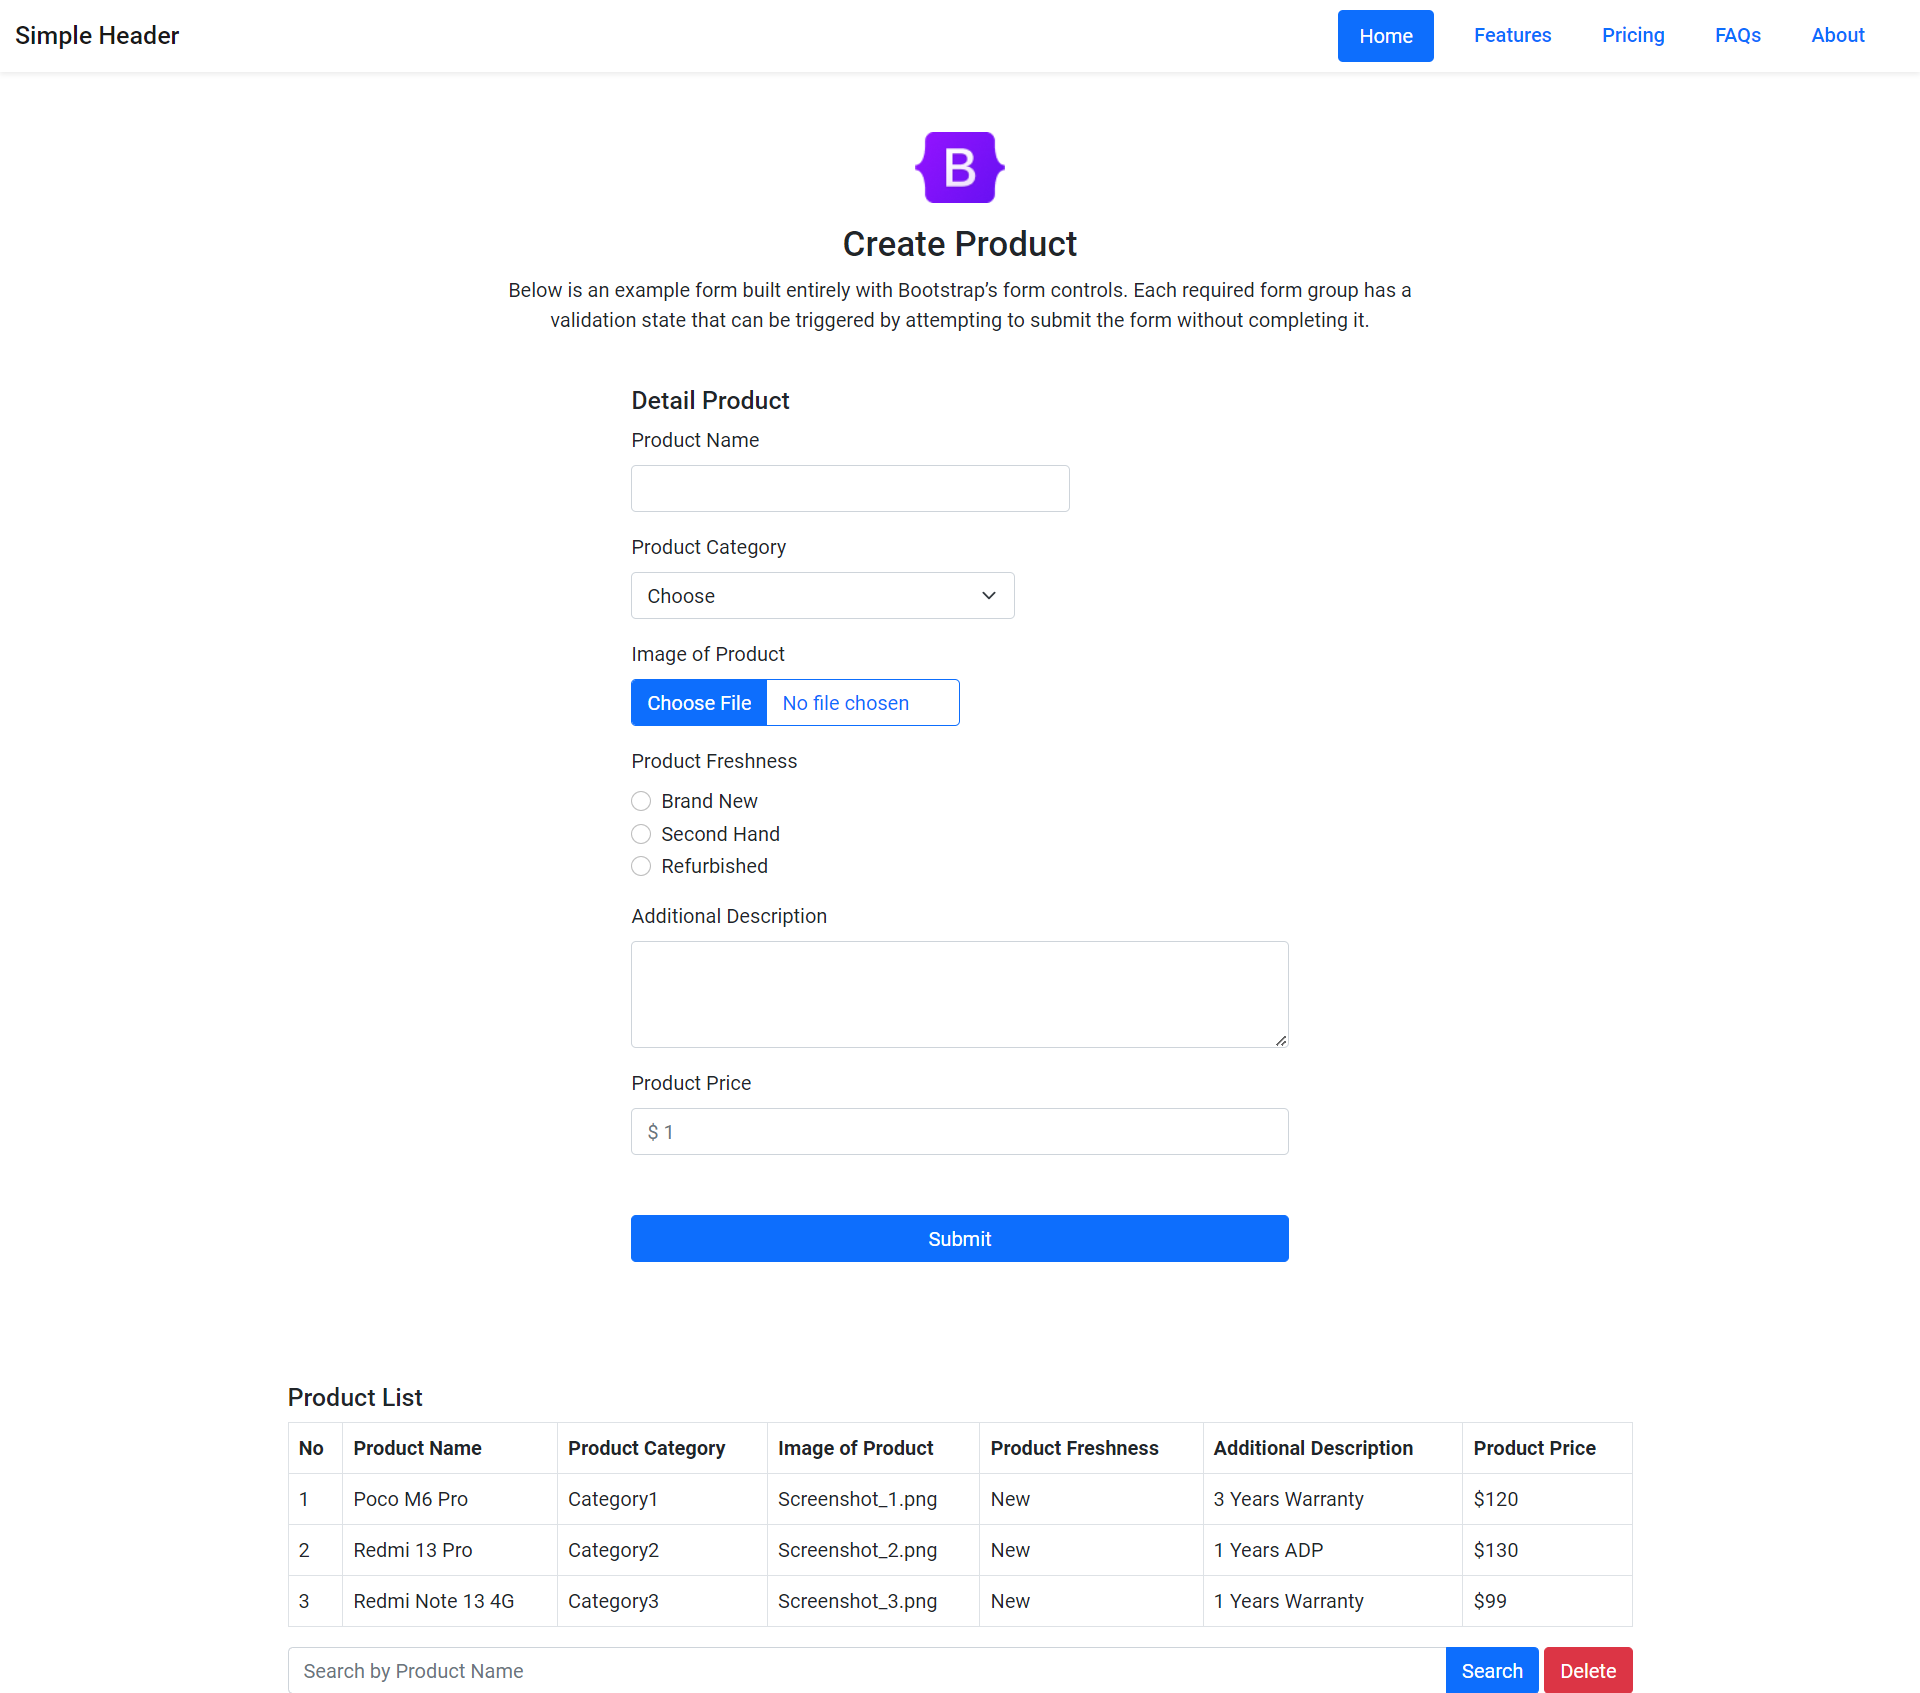 Simple Header
Home Features Pricing FAQs About
B
Create Product
Below is an example form built entirely with Bootstrap’s form controls. Each required form group has a
validation state that can be triggered by attempting to submit the form without completing it.
Detail Product
Product Name
Product Category
Choose
Image of Product
Choose File No file chosen
Product Freshness
Brand New
Second Hand
Refurbished
Additional Description
Product Price
$ 1
Submit
Product List
No Product Name Product Category Image of Product Product Freshness Additional Description Product Price
1 Poco M6 Pro Category1 Screenshot_1.png New 3 Years Warranty $120
2 Redmi 13 Pro Category2 Screenshot_2.png New 1 Years ADP $130
3 Redmi Note 13 4G Category3 Screenshot_3.png New 1 Years Warranty $99
Search by Product Name Search Delete